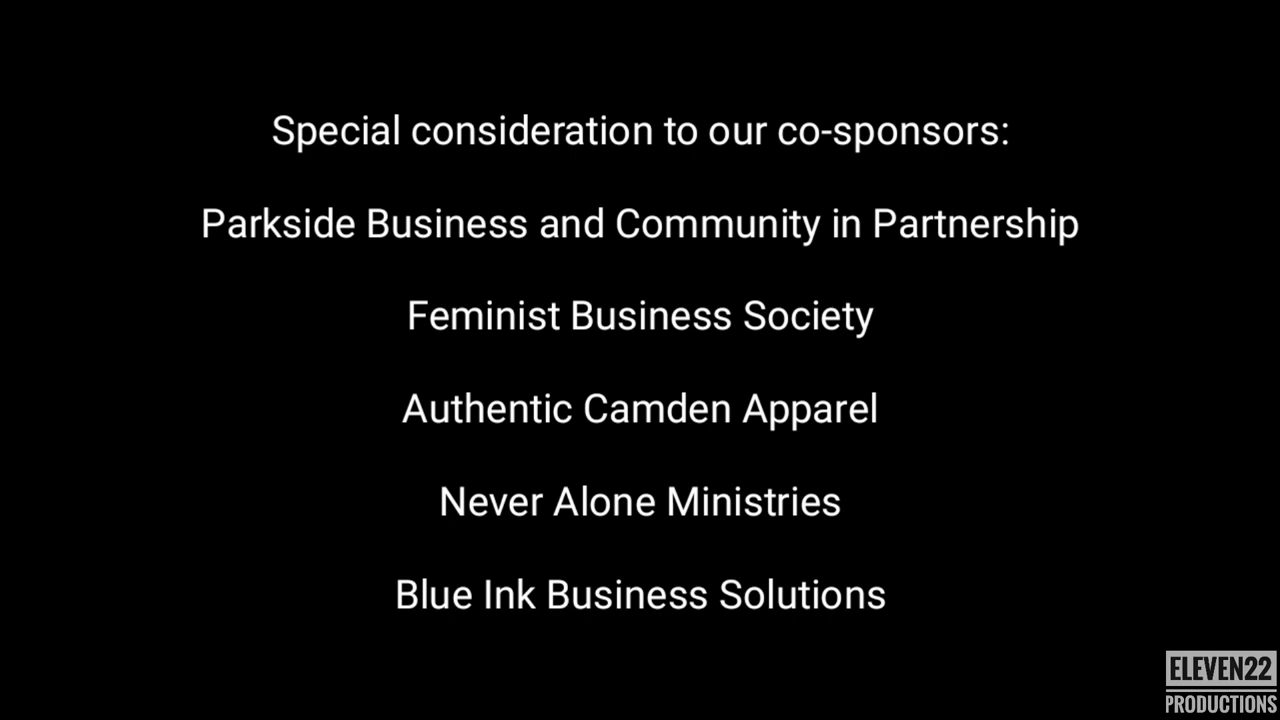 Special consideration to our co-sponsors:
Parkside Business and Community in Partnership
Feminist Business Society
Authentic Camden Apparel
Never Alone Ministries
Blue Ink Business Solutions
ELEVEN22
PRODUCTIONS